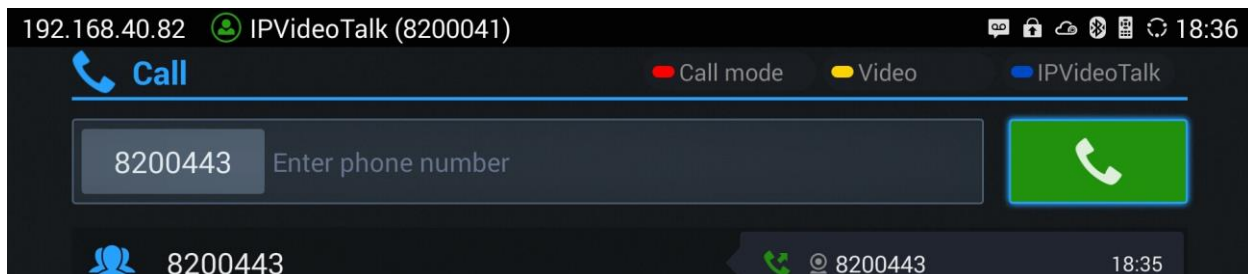 192.168.40.82 IPVideoTalk (8200041) 18:36
Call Call mode Video IPVideoTalk
8200443 Enter phone number
8200443 8200443 18:35